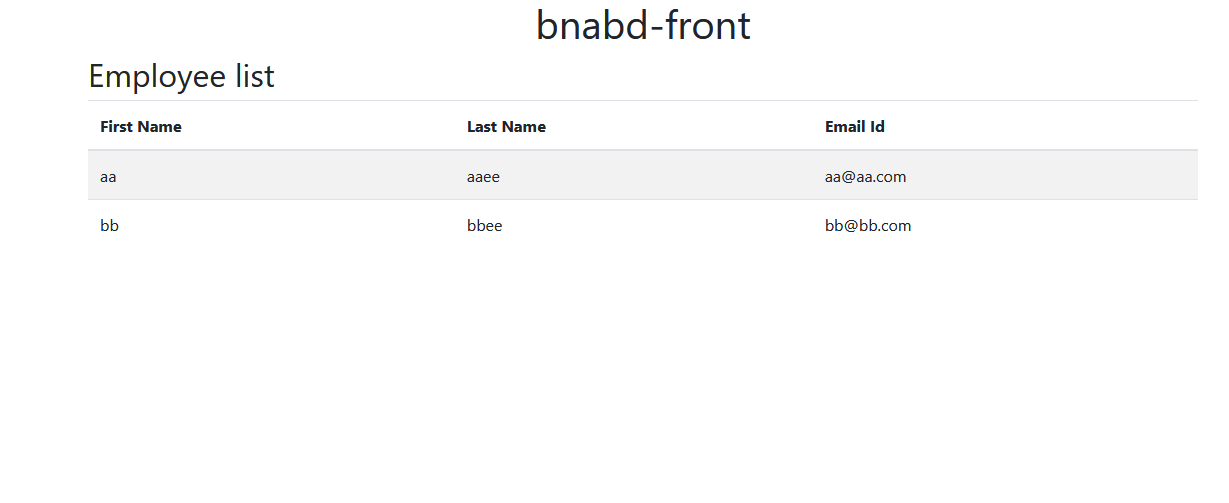 bnabd-front
Employee list
First Name Last Name Email Id
aa aaee aa@aa.com
bb bbee bb@bb.com